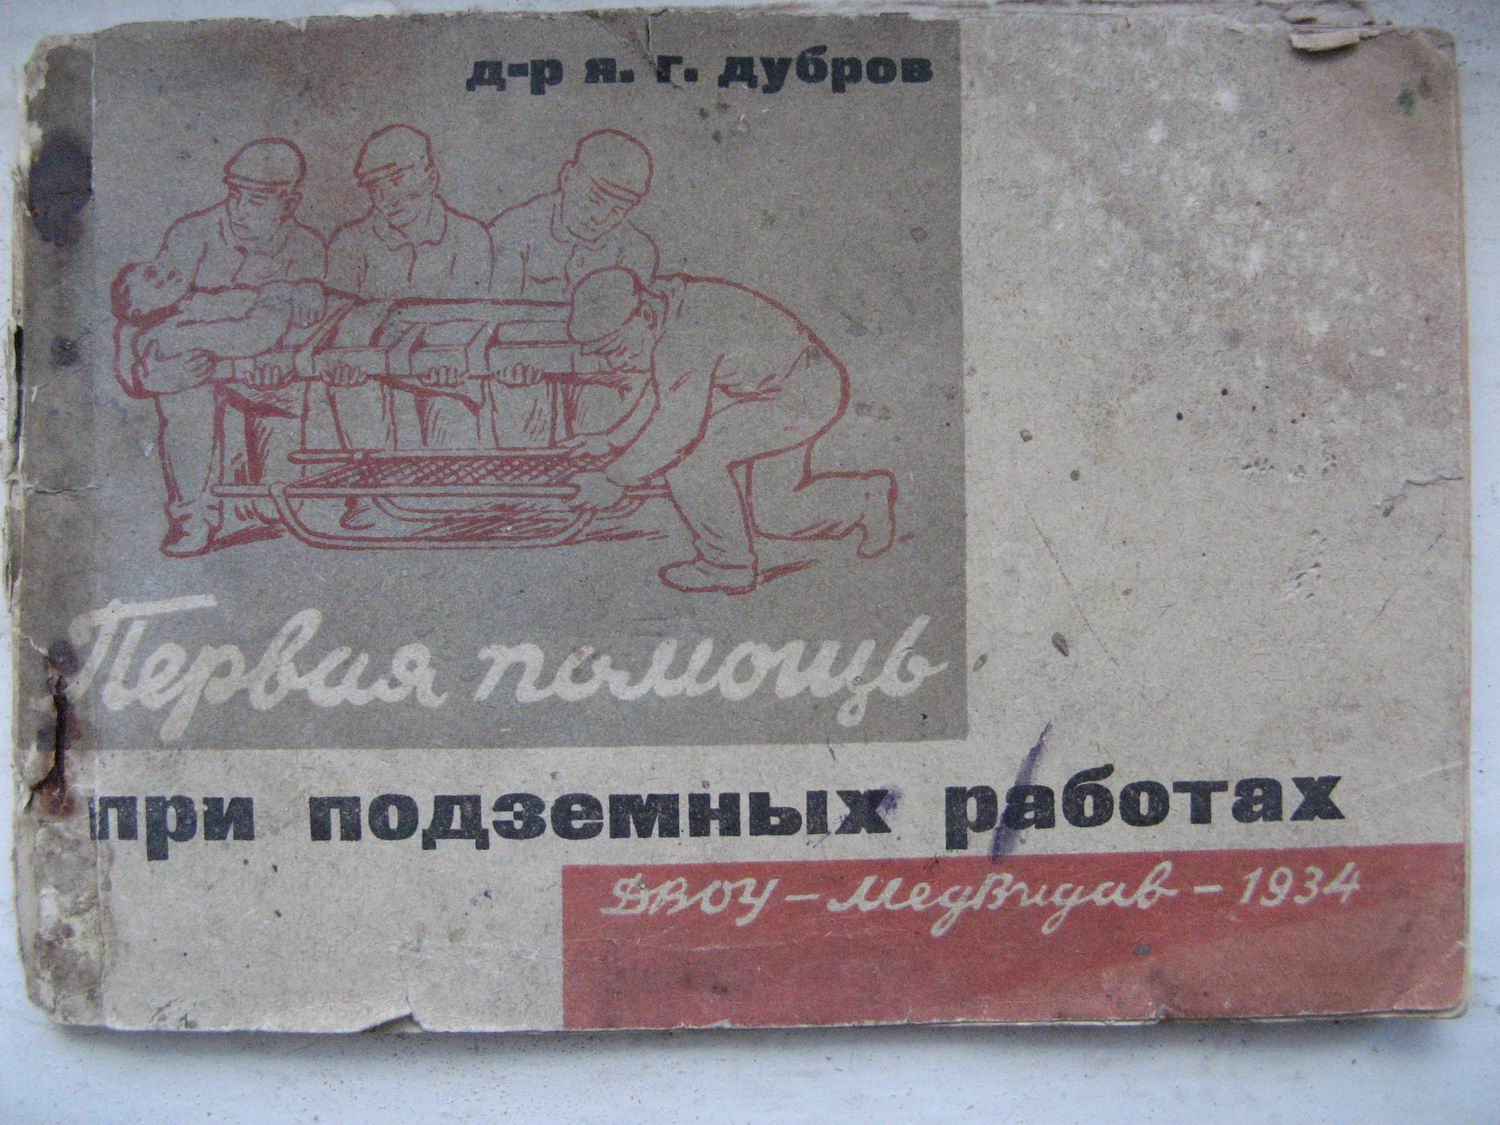 д-р я. г. дубров
Первая помощь
при подземных работах
ДВОУ – МедВидав – 1934